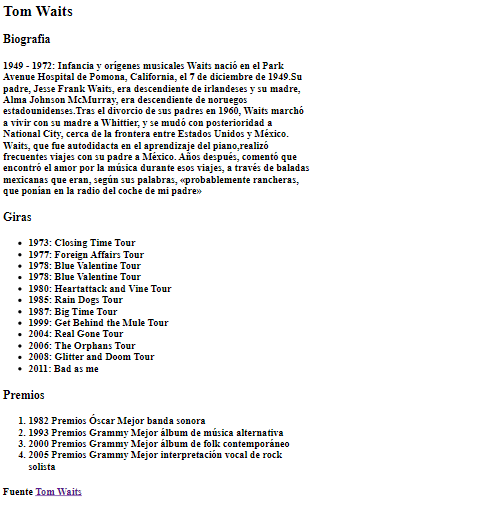 Tom Waits
Biografía
1949 - 1972: Infancia y orígenes musicales Waits nació en el Park
Avenue Hospital de Pomona, California, el 7 de diciembre de 1949.Su
padre, Jesse Frank Waits, era descendiente de irlandeses y su madre,
Alma Johnson McMurray, era descendiente de noruegos
estadounidenses.Tras el divorcio de sus padres en 1960, Waits marchó
a vivir con su madre a Whittier, y se mudó con posterioridad a
National City, cerca de la frontera entre Estados Unidos y México.
Waits, que fue autodidacta en el aprendizaje del piano,realizó
frecuentes viajes con su padre a México. Años después, comentó que
encontró el amor por la música durante esos viajes, a través de baladas
mexicanas que eran, según sus palabras, «probablemente rancheras,
que ponían en la radio del coche de mi padre»
Giras
• 1973: Closing Time Tour
• 1977: Foreign Affairs Tour
• 1978: Blue Valentine Tour
• 1978: Blue Valentine Tour
• 1980: Heartattack and Vine Tour
• 1985: Rain Dogs Tour
• 1987: Big Time Tour
• 1999: Get Behind the Mule Tour
• 2004: Real Gone Tour
• 2006: The Orphans Tour
• 2008: Glitter and Doom Tour
• 2011: Bad as me
Premios
1. 1982 Premios Óscar Mejor banda sonora
2. 1993 Premios Grammy Mejor álbum de música alternativa
3. 2000 Premios Grammy Mejor álbum de folk contemporáneo
4. 2005 Premios Grammy Mejor interpretación vocal de rock
solista
Fuente Tom Waits